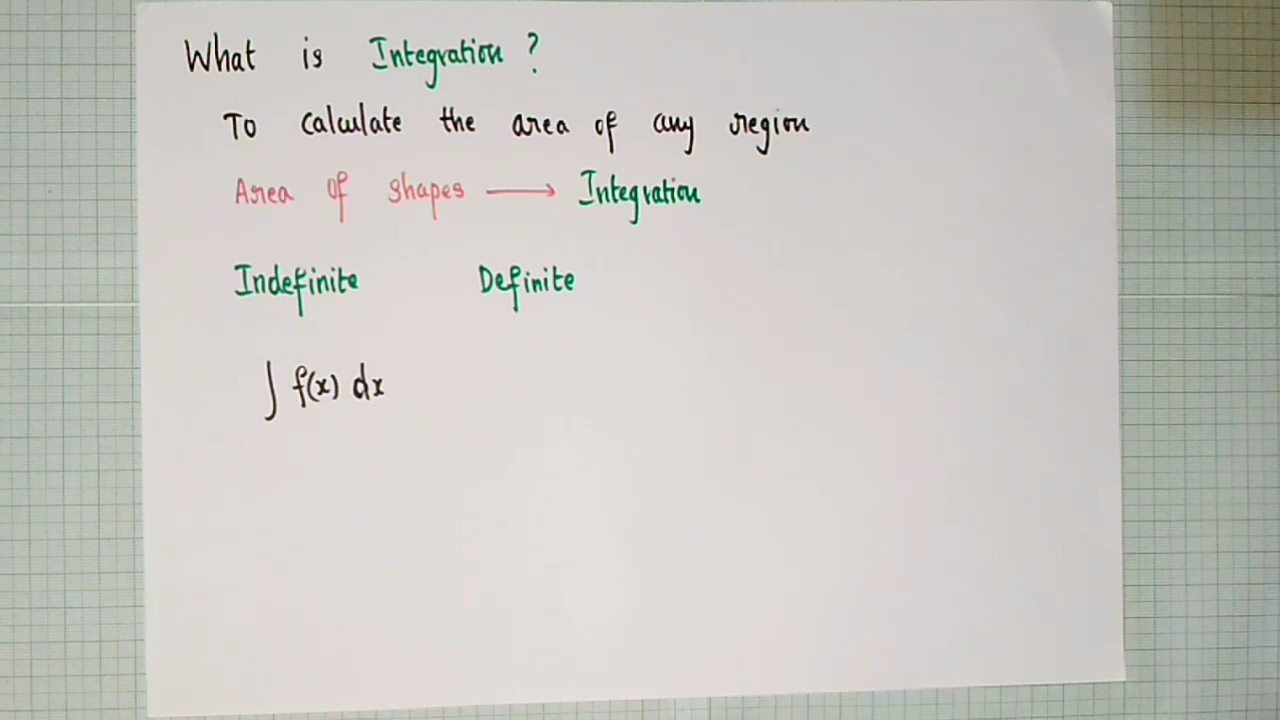 What is Integration ?
To calculate the area of any region
Area of shapes ⟶ Integration
Indefinite Definite
∫ f(x) dx